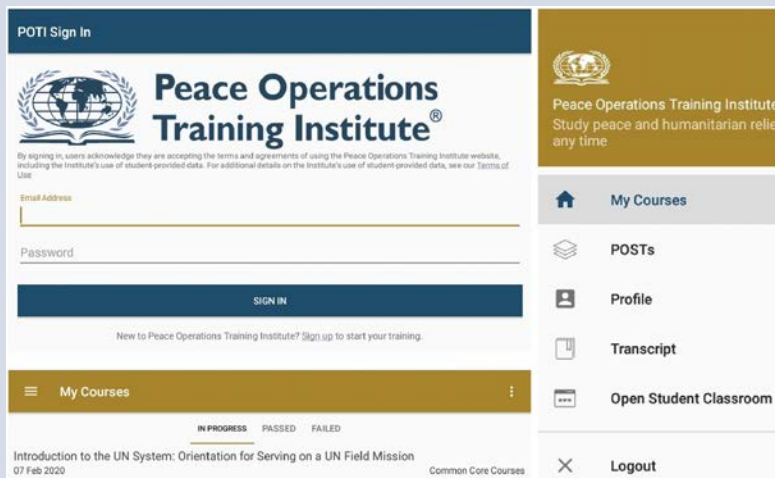 POTI Sign In
Peace Operations
Training Institute®
By signing in, users acknowledge they are accepting the terms and agreements of using the Peace Operations Training Institute website,
including the Institute's use of student-provided data. For additional details on the Institute's use of student-provided data, see our Terms of
Use
Email Address
Password
SIGN IN
New to Peace Operations Training Institute? Sign up to start your training.
My Courses
IN PROGRESS PASSED FAILED
Introduction to the UN System: Orientation for Serving on a UN Field Mission
07 Feb 2020 Common Core Courses
Peace Operations Training Institute
Study peace and humanitarian
any time
My Courses
POSTs
Profile
Transcript
Open Student Classroom
Logout